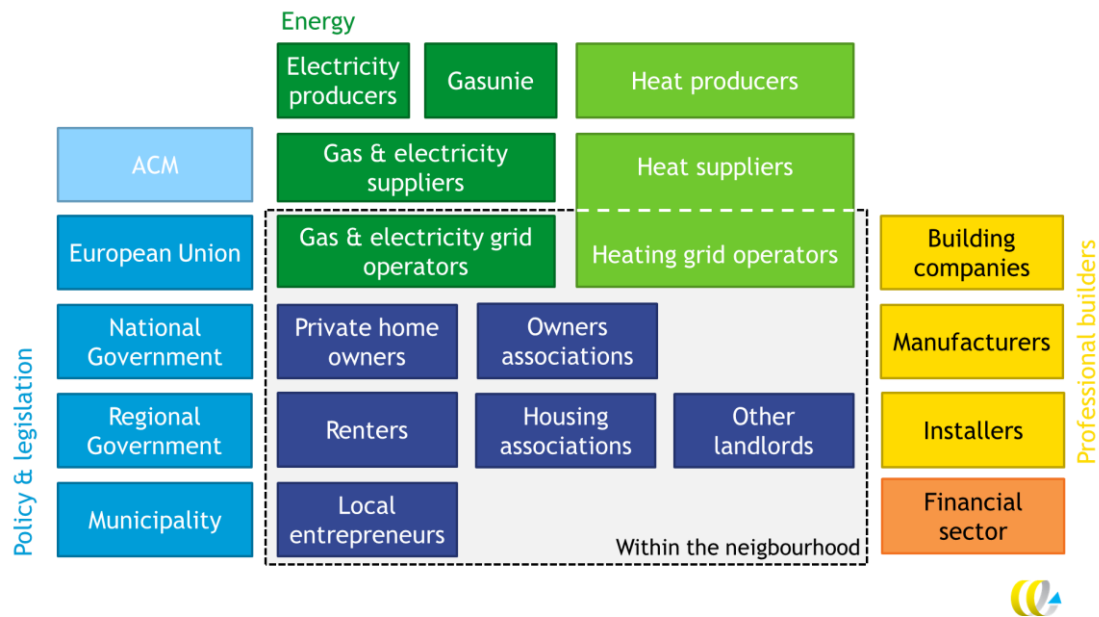 Energy
Electricity
producers
Gasunie
Heat producers
ACM
Gas & electricity
suppliers
Heat suppliers
European Union
Gas & electricity grid
operators
Heating grid operators
Building
companies
National
Government
Private home
owners
Owners
associations
Manufacturers
Regional
Government
Renters
Housing
associations
Other
landlords
Installers
Municipality
Local
entrepreneurs
Financial
sector
Within the neigbourhood
Policy & legislation
Professional builders